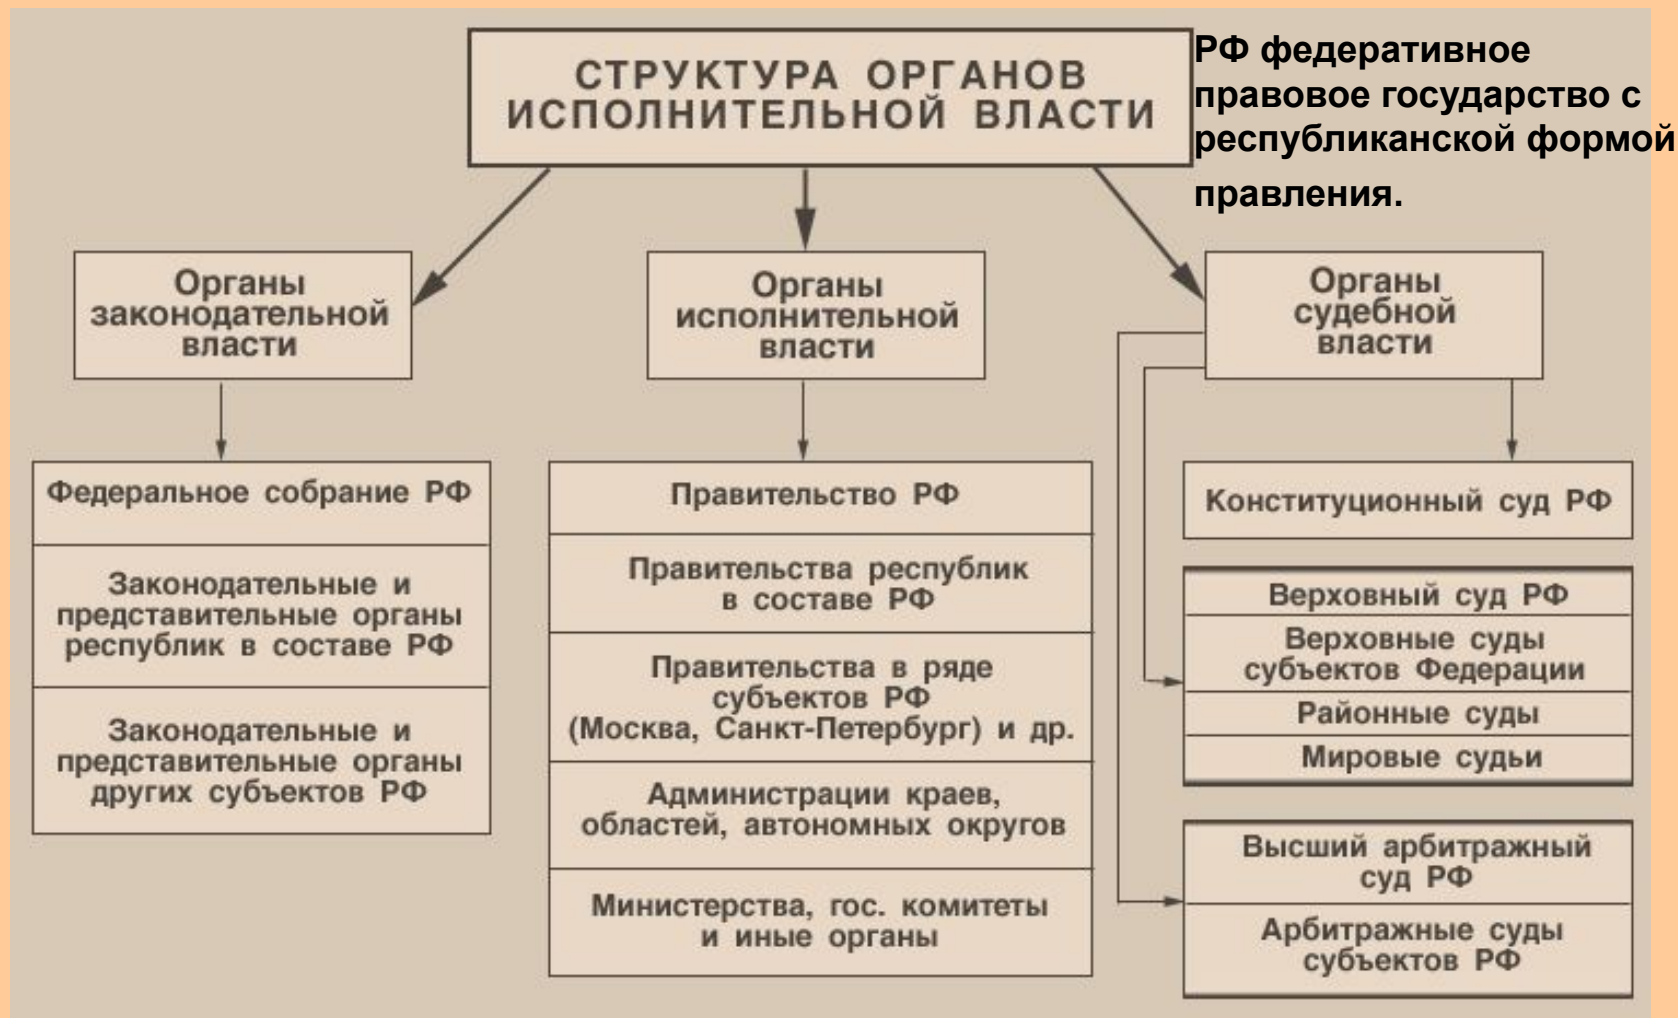 СТРУКТУРА ОРГАНОВ
ИСПОЛНИТЕЛЬНОЙ ВЛАСТИ
РФ федеративное
правовое государство с
республиканской формой
правления.
Органы
законодательной
власти
Органы
исполнительной
власти
Органы
судебной
власти
Федеральное собрание РФ
Законодательные и
представительные органы
республик в составе РФ
Законодательные и
представительные органы
других субъектов РФ
Правительство РФ
Правительства республик
в составе РФ
Правительства в ряде
субъектов РФ
(Москва, Санкт-Петербург) и др.
Администрации краев,
областей, автономных округов
Министерства, гос. комитеты
и иные органы
Конституционный суд РФ
Верховный суд РФ
Верховные суды
субъектов Федерации
Районные суды
Мировые судьи
Высший арбитражный
суд РФ
Арбитражные суды
субъектов РФ